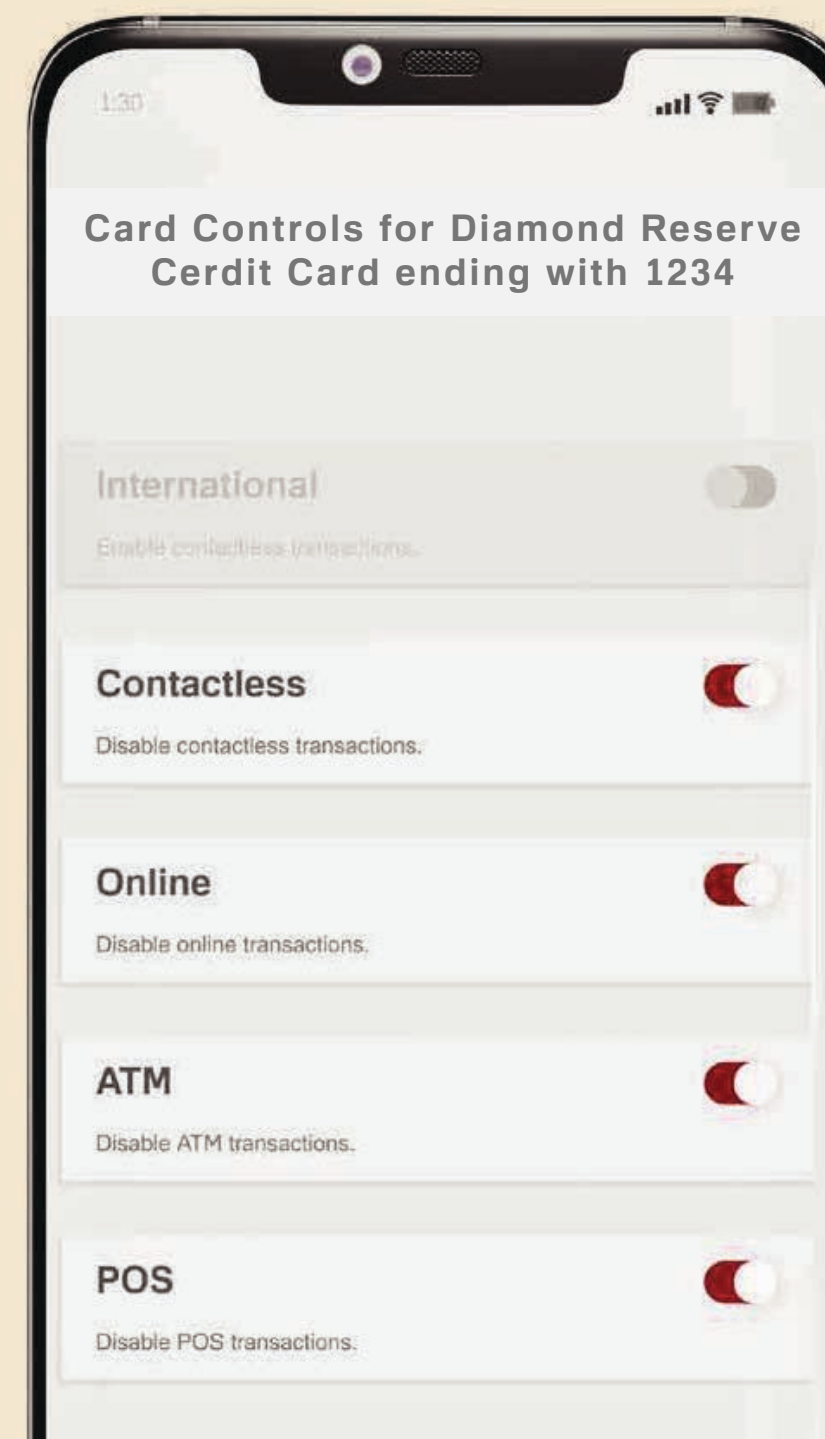 1:30
Card Controls for Diamond Reserve
Cerdit Card ending with 1234
International
Enable contactless transactions.
Contactless
Disable contactless transactions.
Online
Disable online transactions.
ATM
Disable ATM transactions.
POS
Disable POS transactions.